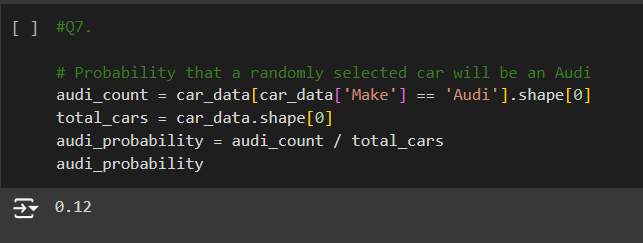 [ ] #Q7.
# Probability that a randomly selected car will be an Audi
audi_count = car_data[car_data['Make'] == 'Audi'].shape[0]
total_cars = car_data.shape[0]
audi_probability = audi_count / total_cars
audi_probability
0.12